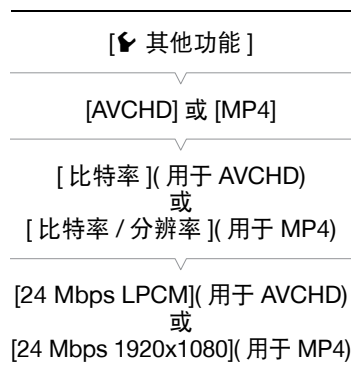 [ 其他功能 ]
[AVCHD] 或 [MP4]
[ 比特率 ]( 用于 AVCHD)
或
[ 比特率 / 分辨率 ]( 用于 MP4)
[24 Mbps LPCM]( 用于 AVCHD)
或
[24 Mbps 1920x1080]( 用于 MP4)